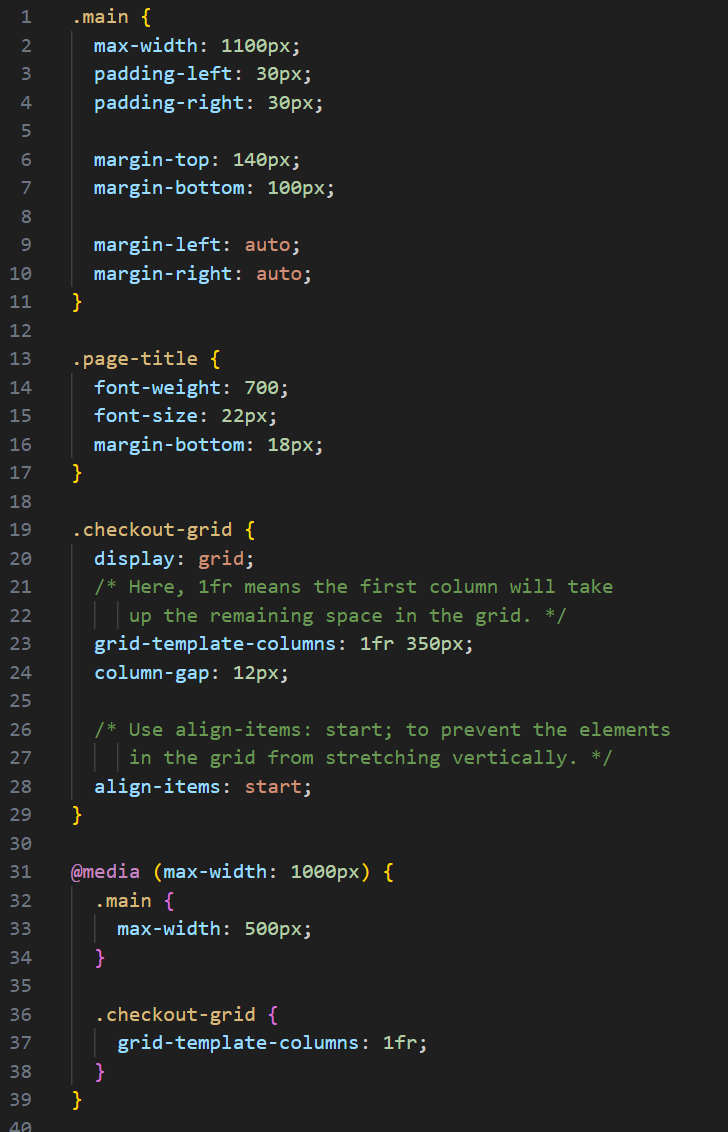 1 .main {
2 max-width: 1100px;
3 padding-left: 30px;
4 padding-right: 30px;
5
6 margin-top: 140px;
7 margin-bottom: 100px;
8
9 margin-left: auto;
10 margin-right: auto;
11 }
12
13 .page-title {
14 font-weight: 700;
15 font-size: 22px;
16 margin-bottom: 18px;
17 }
18
19 .checkout-grid {
20 display: grid;
21 /* Here, 1fr means the first column will take
22 up the remaining space in the grid. */
23 grid-template-columns: 1fr 350px;
24 column-gap: 12px;
25
26 /* Use align-items: start; to prevent the elements
27 in the grid from stretching vertically. */
28 align-items: start;
29 }
30
31 @media (max-width: 1000px) {
32 .main {
33 max-width: 500px;
34 }
35
36 .checkout-grid {
37 grid-template-columns: 1fr;
38 }
39 }
40